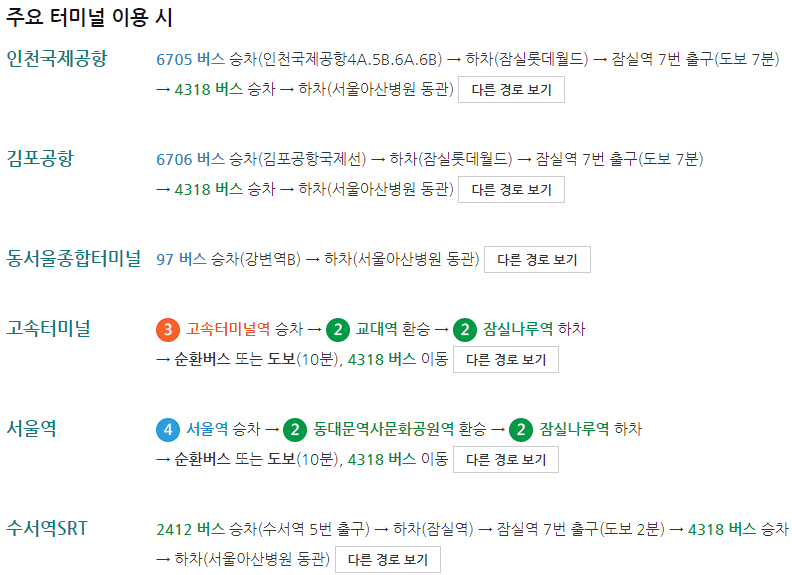 주요 터미널 이용 시
인천국제공항 6705 버스 승차(인천국제공항4A.5B.6A.6B) → 하차(잠실롯데월드) → 잠실역 7번 출구(도보 7분)
→ 4318 버스 승차 → 하차(서울아산병원 동관) 다른 경로 보기
김포공항 6706 버스 승차(김포공항국제선) → 하차(잠실롯데월드) → 잠실역 7번 출구(도보 7분)
→ 4318 버스 승차 → 하차(서울아산병원 동관) 다른 경로 보기
동서울종합터미널 97 버스 승차(강변역B) → 하차(서울아산병원 동관) 다른 경로 보기
고속터미널 3 고속터미널역 승차 → 2 교대역 환승 → 2 잠실나루역 하차
→ 순환버스 또는 도보(10분), 4318 버스 이동 다른 경로 보기
서울역 4 서울역 승차 → 2 동대문역사문화공원역 환승 → 2 잠실나루역 하차
→ 순환버스 또는 도보(10분), 4318 버스 이동 다른 경로 보기
수서역SRT 2412 버스 승차(수서역 5번 출구) → 하차(잠실역) → 잠실역 7번 출구(도보 2분) → 4318 버스 승차
→ 하차(서울아산병원 동관) 다른 경로 보기